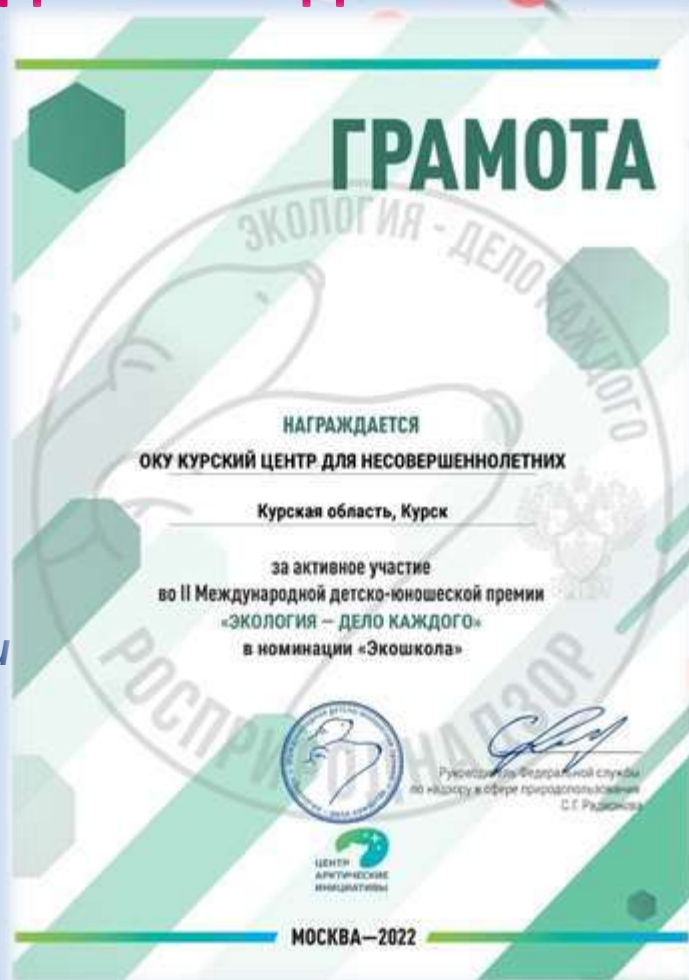 ГРАМОТА
ЭКОЛОГИЯ - ДЕЛО КАЖДОГО
НАГРАЖДАЕТСЯ
ОКУ КУРСКИЙ ЦЕНТР ДЛЯ НЕСОВЕРШЕННОЛЕТНИХ
Курская область, Курск
за активное участие
во II Международной детско-юношеской премии
«ЭКОЛОГИЯ — ДЕЛО КАЖДОГО»
в номинации «Экошкола»
РОСПРИРОДНАДЗОР
Руководитель Федеральной службы
по надзору в сфере природопользования
С.Г. Радионова
ЦЕНТР
АРКТИЧЕСКИЕ
ИНИЦИАТИВЫ
МОСКВА—2022